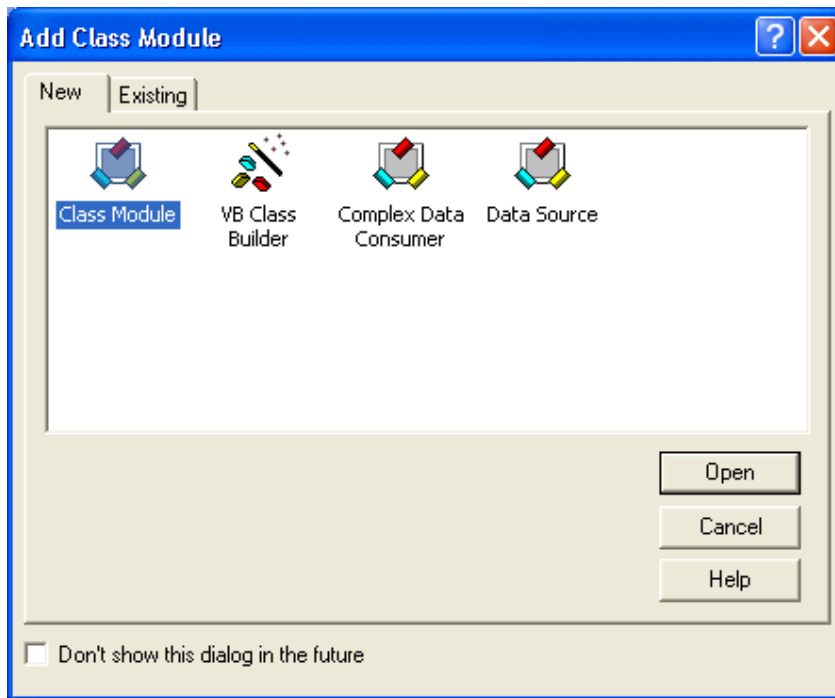 Add Class Module
New
Existing
Class Module
VB Class
Builder
Complex Data
Consumer
Data Source
Open
Cancel
Help
Don't show this dialog in the future